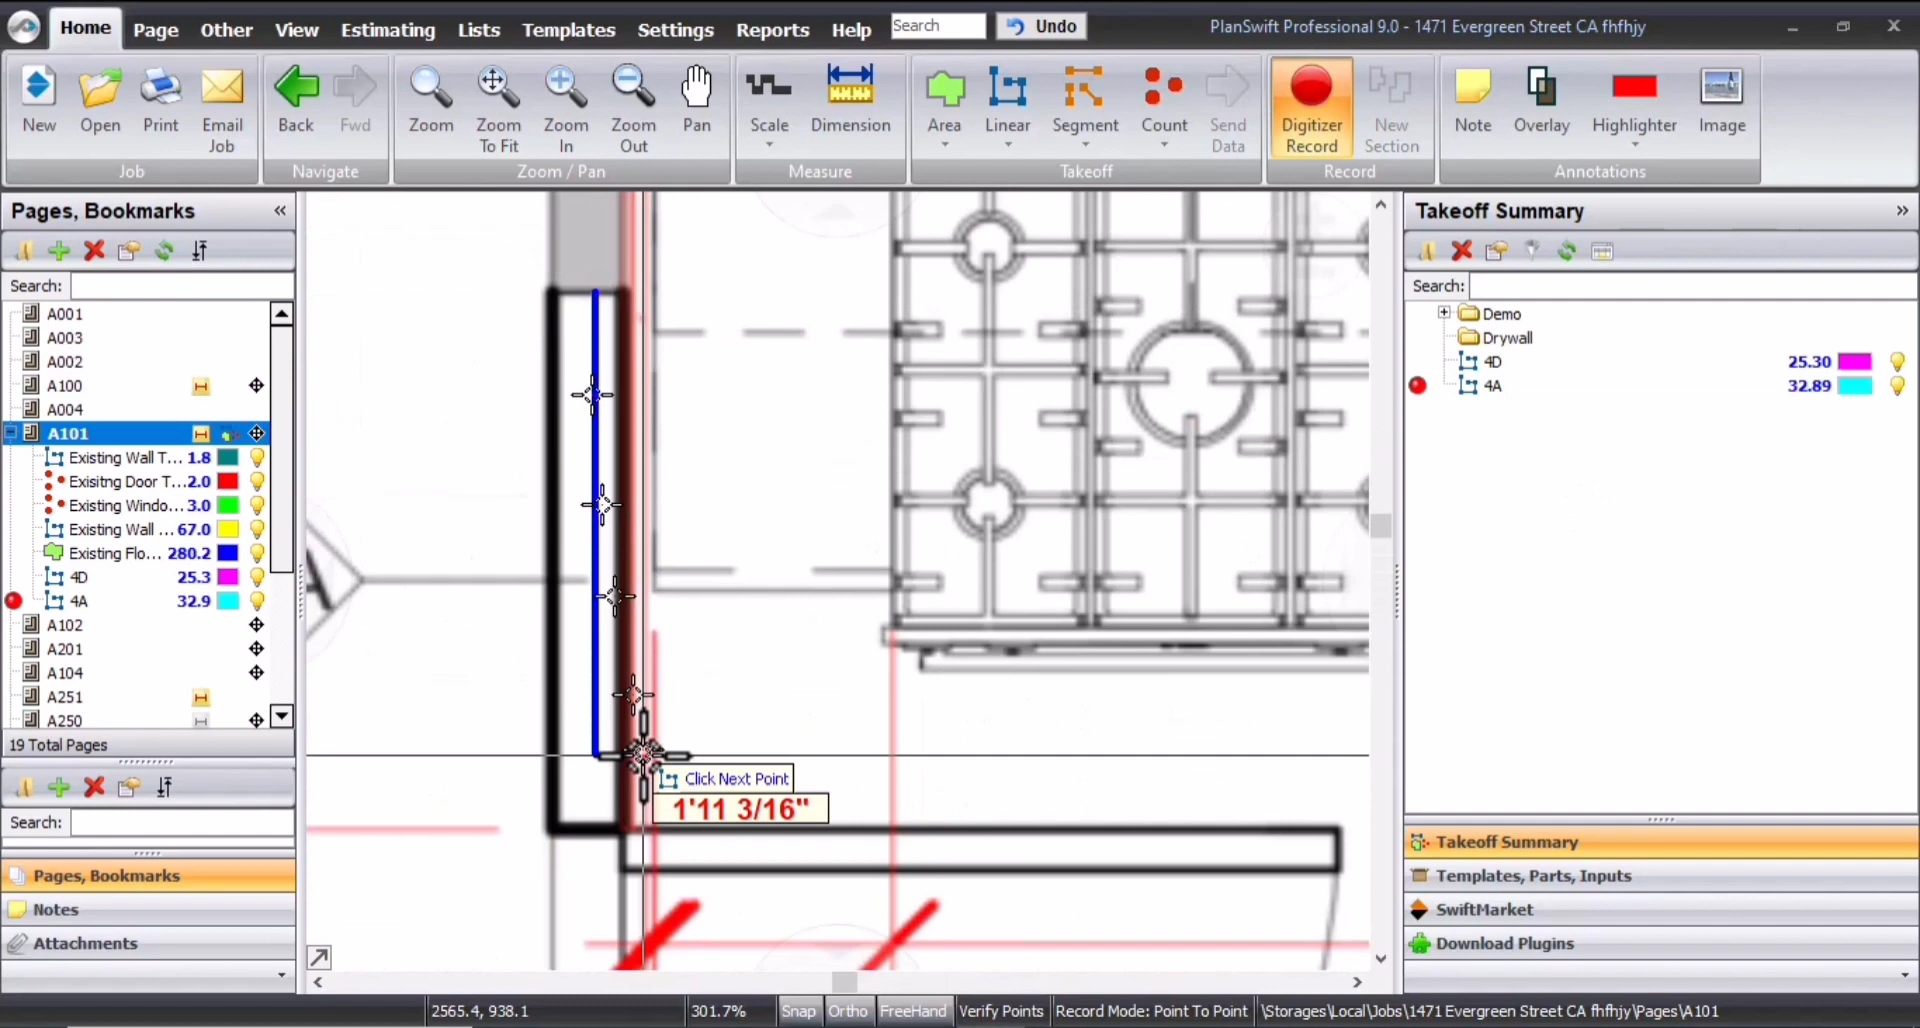 Home Page Other View Estimating Lists Templates Settings Reports Help Search Undo PlanSwift Professional 9.0 - 1471 Evergreen Street CA fhfhjy
New Open Print Email Job Back Fwd Zoom Zoom To Fit Zoom In Zoom Out Pan Scale Dimension Area Linear Segment Count Send Data Digitizer Record New Section Note Overlay Highlighter Image
Job Navigate Zoom / Pan Measure Takeoff Record Annotations
Pages, Bookmarks
Search:
A001
A003
A002
A100
A004
A101
Existing Wall T... 1.8
Exisitng Door T... 2.0
Existing Windo... 3.0
Existing Wall ... 67.0
Existing Flo... 280.2
4D 25.3
4A 32.9
A102
A201
A104
A251
A250
19 Total Pages
Search:
Pages, Bookmarks
Notes
Attachments
A
Click Next Point
1'11 3/16"
Takeoff Summary
Search:
Demo
Drywall
4D 25.30
4A 32.89
Takeoff Summary
Templates, Parts, Inputs
SwiftMarket
Download Plugins
2565.4, 938.1 301.7% Snap Ortho FreeHand Verify Points Record Mode: Point To Point \Storages\Local\Jobs\1471 Evergreen Street CA fhfhjy\Pages\A101